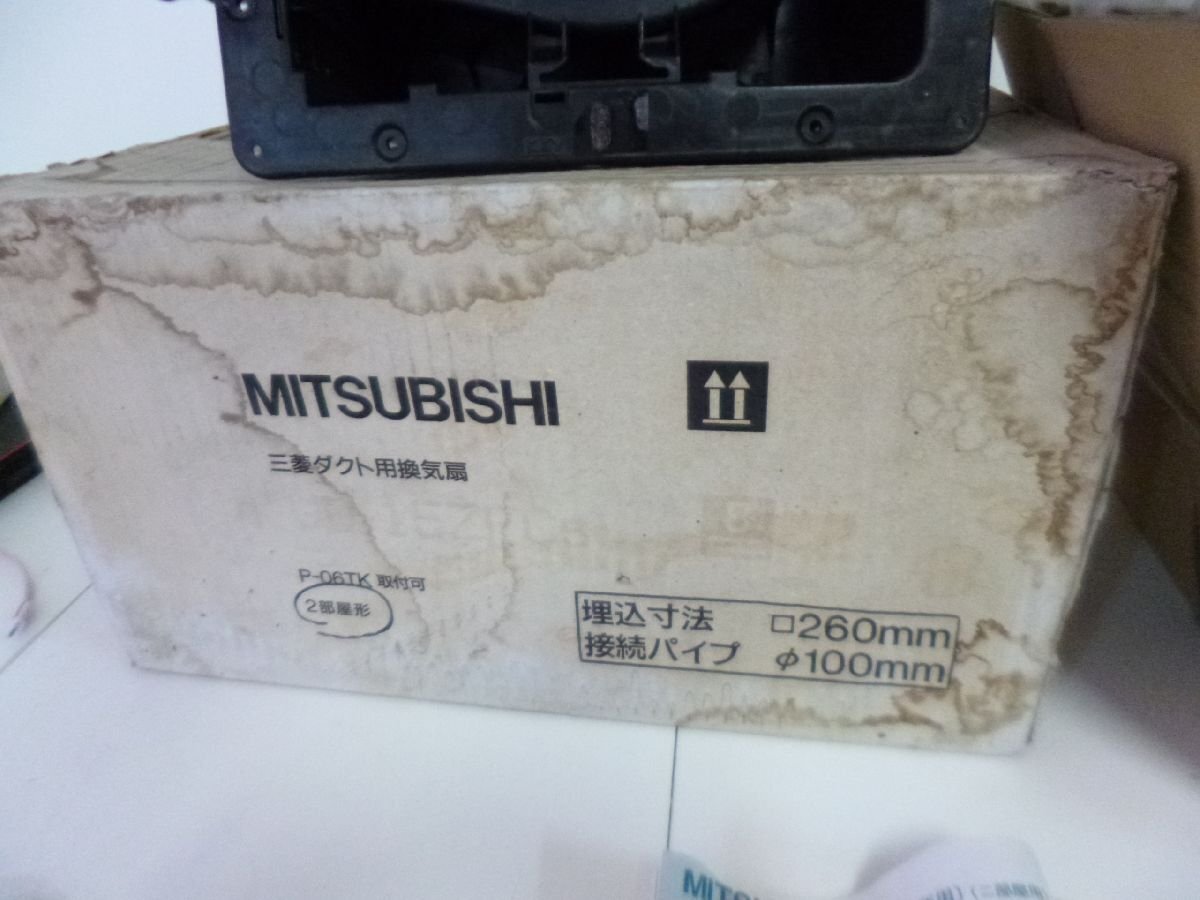 MITSUBISHI
三菱ダクト用換気扇
P-06TK 取付可
2部屋形
埋込寸法 □260mm
接続パイプ φ100mm
MITSU